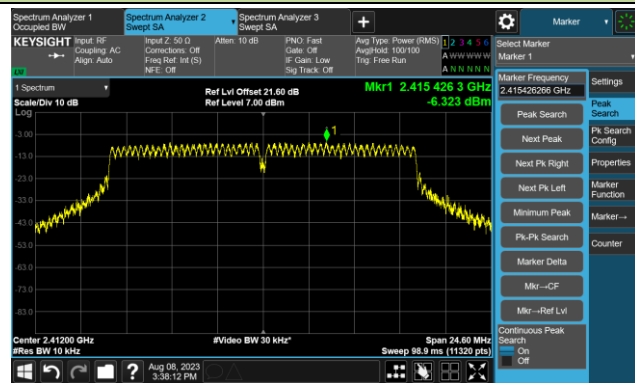 Spectrum Analyzer 1
Occupied BW
Spectrum Analyzer 2
Swept SA
Spectrum Analyzer 3
Swept SA
+
Marker
KEYSIGHT
Input: RF
Coupling: AC
Align: Auto
Input Z: 50 Ω
Corrections: Off
Freq Ref: Int (S)
NFE: Off
Atten: 10 dB
PNO: Fast
Gate: Off
IF Gain: Low
Sig Track: Off
Avg Type: Power (RMS)
Avg|Hold: 100/100
Trig: Free Run
1 2 3 4 5 6
A W W W W W
A N N N N N
Select Marker
Marker 1
1 Spectrum
Scale/Div 10 dB
Log
Ref Lvl Offset 21.60 dB
Ref Level 7.00 dBm
Mkr1 2.415 426 3 GHz
-6.323 dBm
1
-3.00
-13.0
-23.0
-33.0
-43.0
-53.0
-63.0
-73.0
-83.0
Center 2.41200 GHz
#Res BW 10 kHz
#Video BW 30 kHz*
Span 24.60 MHz
Sweep 98.9 ms (11320 pts)
Marker Frequency
2.415426266 GHz
Peak Search
Next Peak
Next Pk Right
Next Pk Left
Minimum Peak
Pk-Pk Search
Marker Delta
Mkr→CF
Mkr→Ref Lvl
Continuous Peak
Search
On
Off
Settings
Peak
Search
Pk Search
Config
Properties
Marker
Function
Marker→
Counter
?
Aug 08, 2023
3:38:12 PM